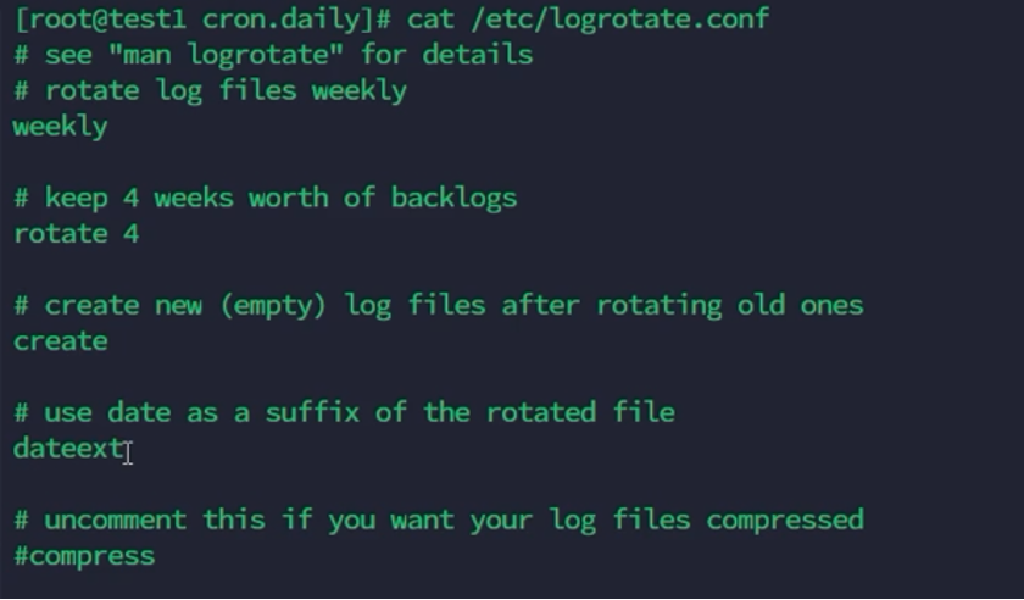 [root@test1 cron.daily]# cat /etc/logrotate.conf
# see "man logrotate" for details
# rotate log files weekly
weekly
# keep 4 weeks worth of backlogs
rotate 4
# create new (empty) log files after rotating old ones
create
# use date as a suffix of the rotated file
dateext
# uncomment this if you want your log files compressed
#compress